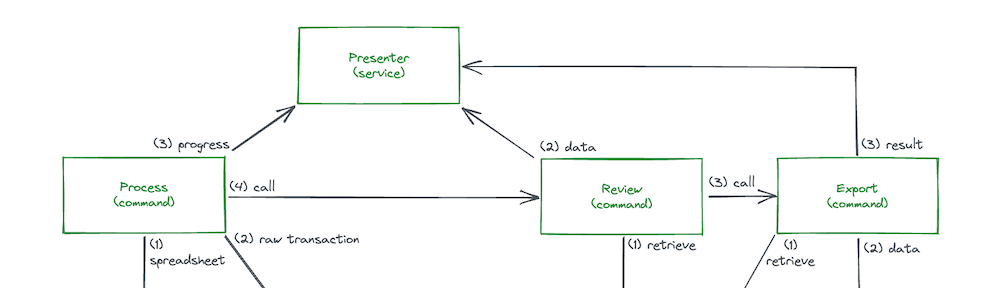 Presenter
(service)
(3) progress
(2) data
(3) result
Process
(command)
(4) call
Review
(command)
(3) call
Export
(command)
(1)
spreadsheet
(2) raw transaction
(1) retrieve
(1)
retrieve
(2) data